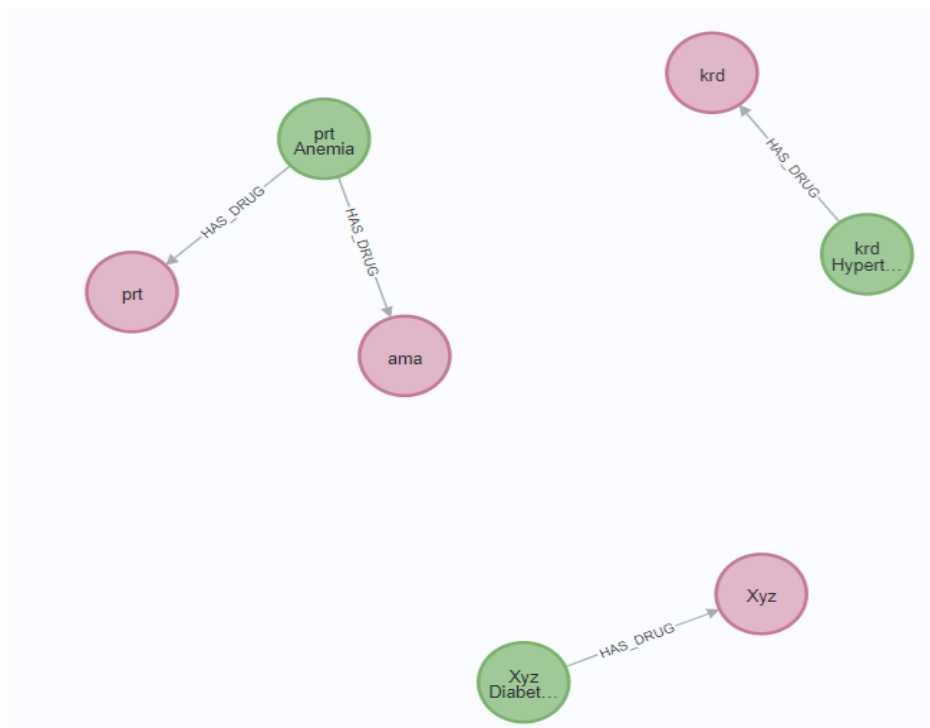 krd
prt
Anemia
HAS_DRUG
HAS_DRUG
HAS_DRUG
krd
Hypert...
prt
ama
Xyz
HAS_DRUG
Xyz
Diabet...